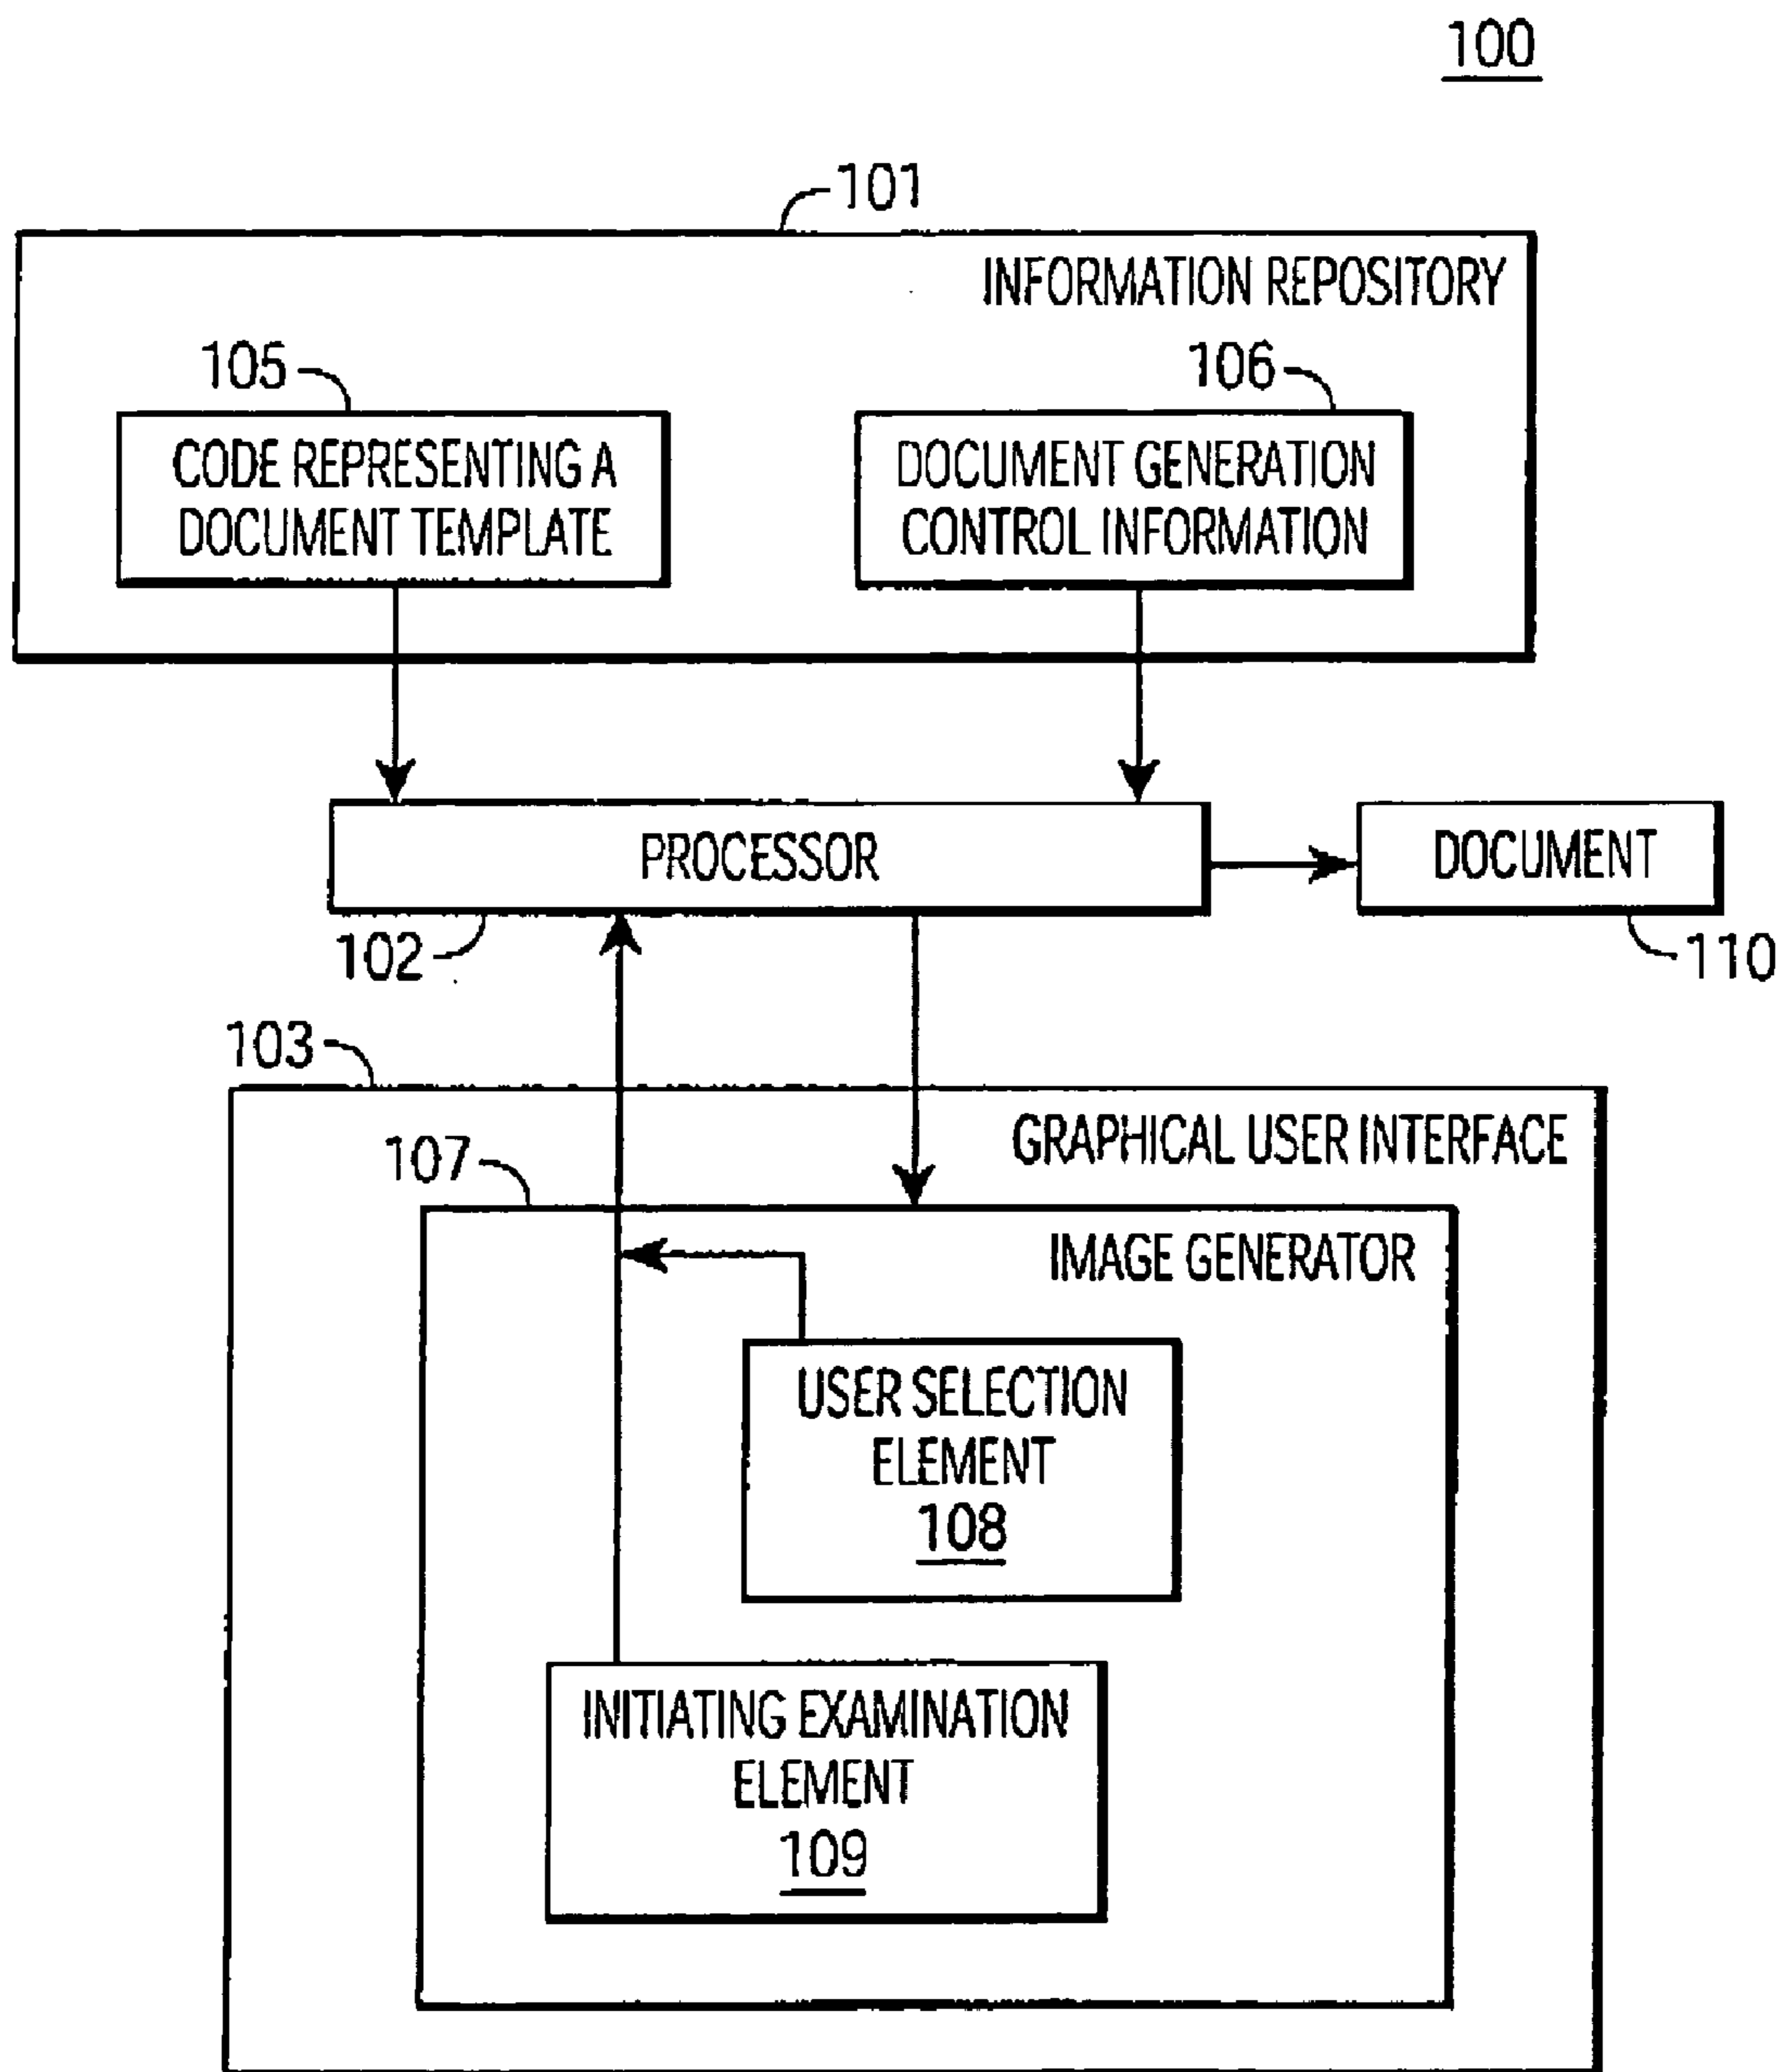 100
101
INFORMATION REPOSITORY
105
106
CODE REPRESENTING A
DOCUMENT TEMPLATE
DOCUMENT GENERATION
CONTROL INFORMATION
PROCESSOR
DOCUMENT
102
110
103
GRAPHICAL USER INTERFACE
107
IMAGE GENERATOR
USER SELECTION
ELEMENT
108
INITIATING EXAMINATION
ELEMENT
109